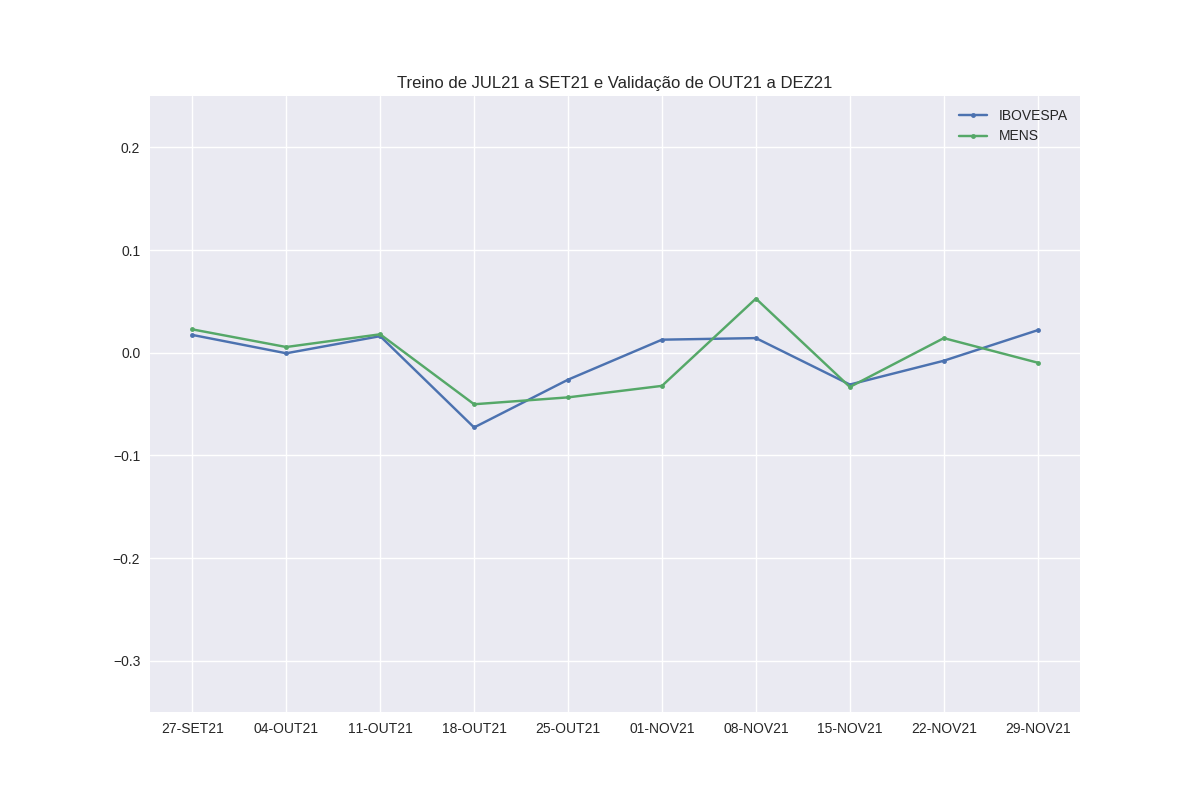 Treino de JUL21 a SET21 e Validação de OUT21 a DEZ21
IBOVESPA
MENS
0.2
0.1
0.0
−0.1
−0.2
−0.3
27-SET21 04-OUT21 11-OUT21 18-OUT21 25-OUT21 01-NOV21 08-NOV21 15-NOV21 22-NOV21 29-NOV21